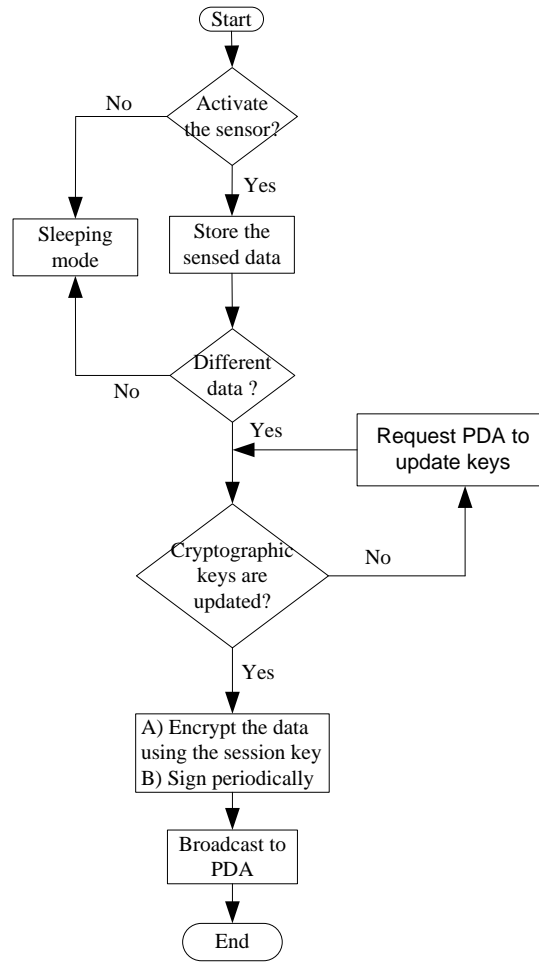 Start
No
Activate
the sensor?
Yes
Sleeping
mode
Store the
sensed data
Different
data ?
No
Yes
Request PDA to
update keys
Cryptographic
keys are
updated?
No
Yes
A) Encrypt the data
using the session key
B) Sign periodically
Broadcast to
PDA
End